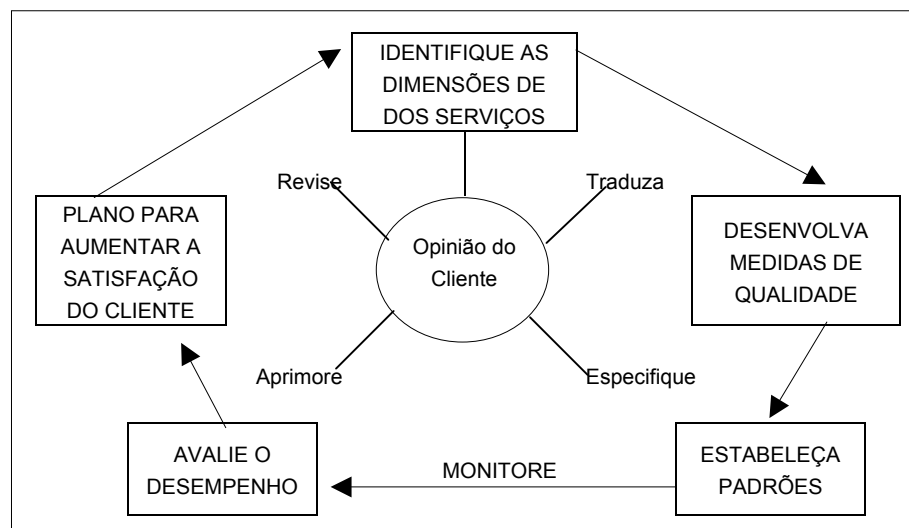 IDENTIFIQUE AS
DIMENSÕES DE
DOS SERVIÇOS
Revise
Traduza
PLANO PARA
AUMENTAR A
SATISFAÇÃO
DO CLIENTE
Opinião do
Cliente
DESENVOLVA
MEDIDAS DE
QUALIDADE
Aprimore
Especifique
AVALIE O
DESEMPENHO
MONITORE
ESTABELEÇA
PADRÕES